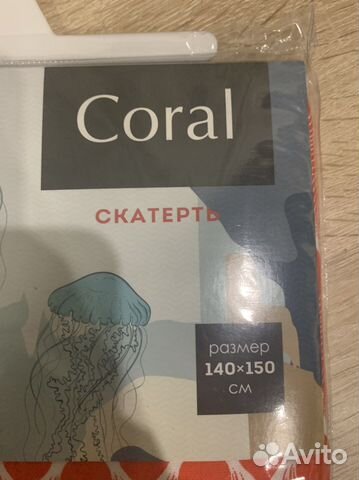 Coral
СКАТЕРТЬ
размер
140×150
см
Avito